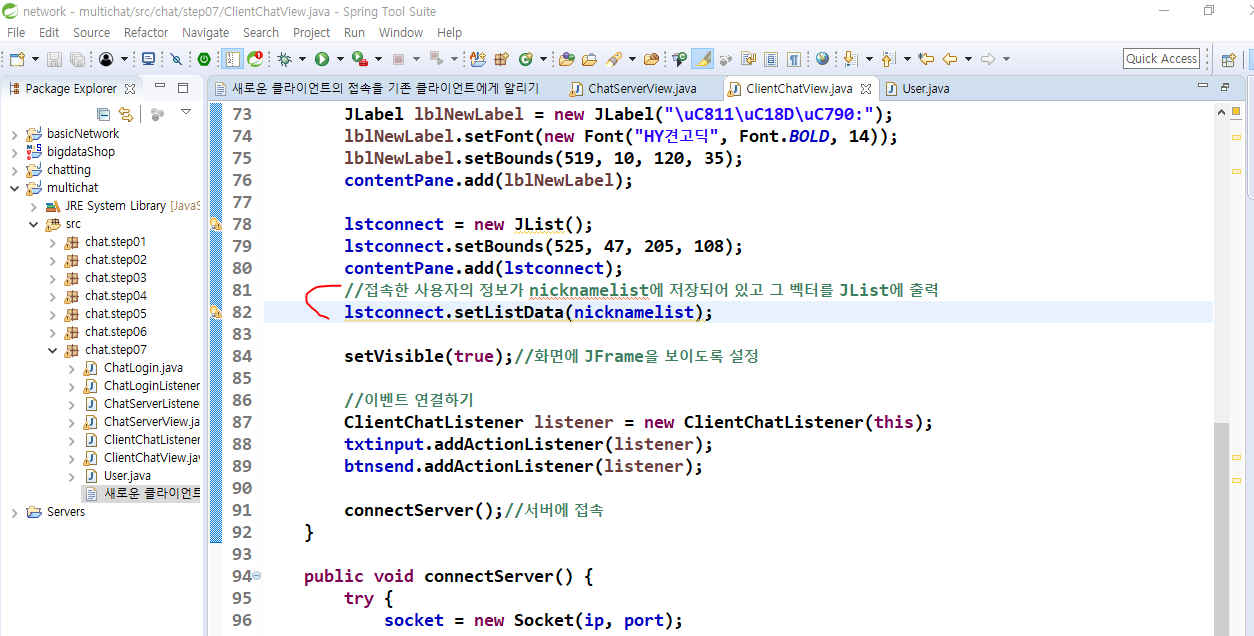 network - multichat/src/chat/step07/ClientChatView.java - Spring Tool Suite
File Edit Source Refactor Navigate Search Project Run Window Help
Quick Access
Package Explorer
새로운 클라이언트의 접속을 기존 클라이언트에게 알리기
ChatServerView.java
ClientChatView.java
User.java
basicNetwork
bigdataShop
chatting
multichat
JRE System Library [JavaS
src
chat.step01
chat.step02
chat.step03
chat.step04
chat.step05
chat.step06
chat.step07
ChatLogin.java
ChatLoginListener
ChatServerListene
ChatServerView.ja
ClientChatListener
ClientChatView.jav
User.java
새로운 클라이언트
Servers
73 JLabel lblNewLabel = new JLabel("\uC811\uC18D\uC790:");
74 lblNewLabel.setFont(new Font("HY견고딕", Font.BOLD, 14));
75 lblNewLabel.setBounds(519, 10, 120, 35);
76 contentPane.add(lblNewLabel);
77
78 lstconnect = new JList();
79 lstconnect.setBounds(525, 47, 205, 108);
80 contentPane.add(lstconnect);
81 //접속한 사용자의 정보가 nicknamelist에 저장되어 있고 그 벡터를 JList에 출력
82 lstconnect.setListData(nicknamelist);
83
84 setVisible(true);//화면에 JFrame을 보이도록 설정
85
86 //이벤트 연결하기
87 ClientChatListener listener = new ClientChatListener(this);
88 txtinput.addActionListener(listener);
89 btnsend.addActionListener(listener);
90
91 connectServer();//서버에 접속
92 }
93
94 public void connectServer() {
95 try {
96 socket = new Socket(ip, port);